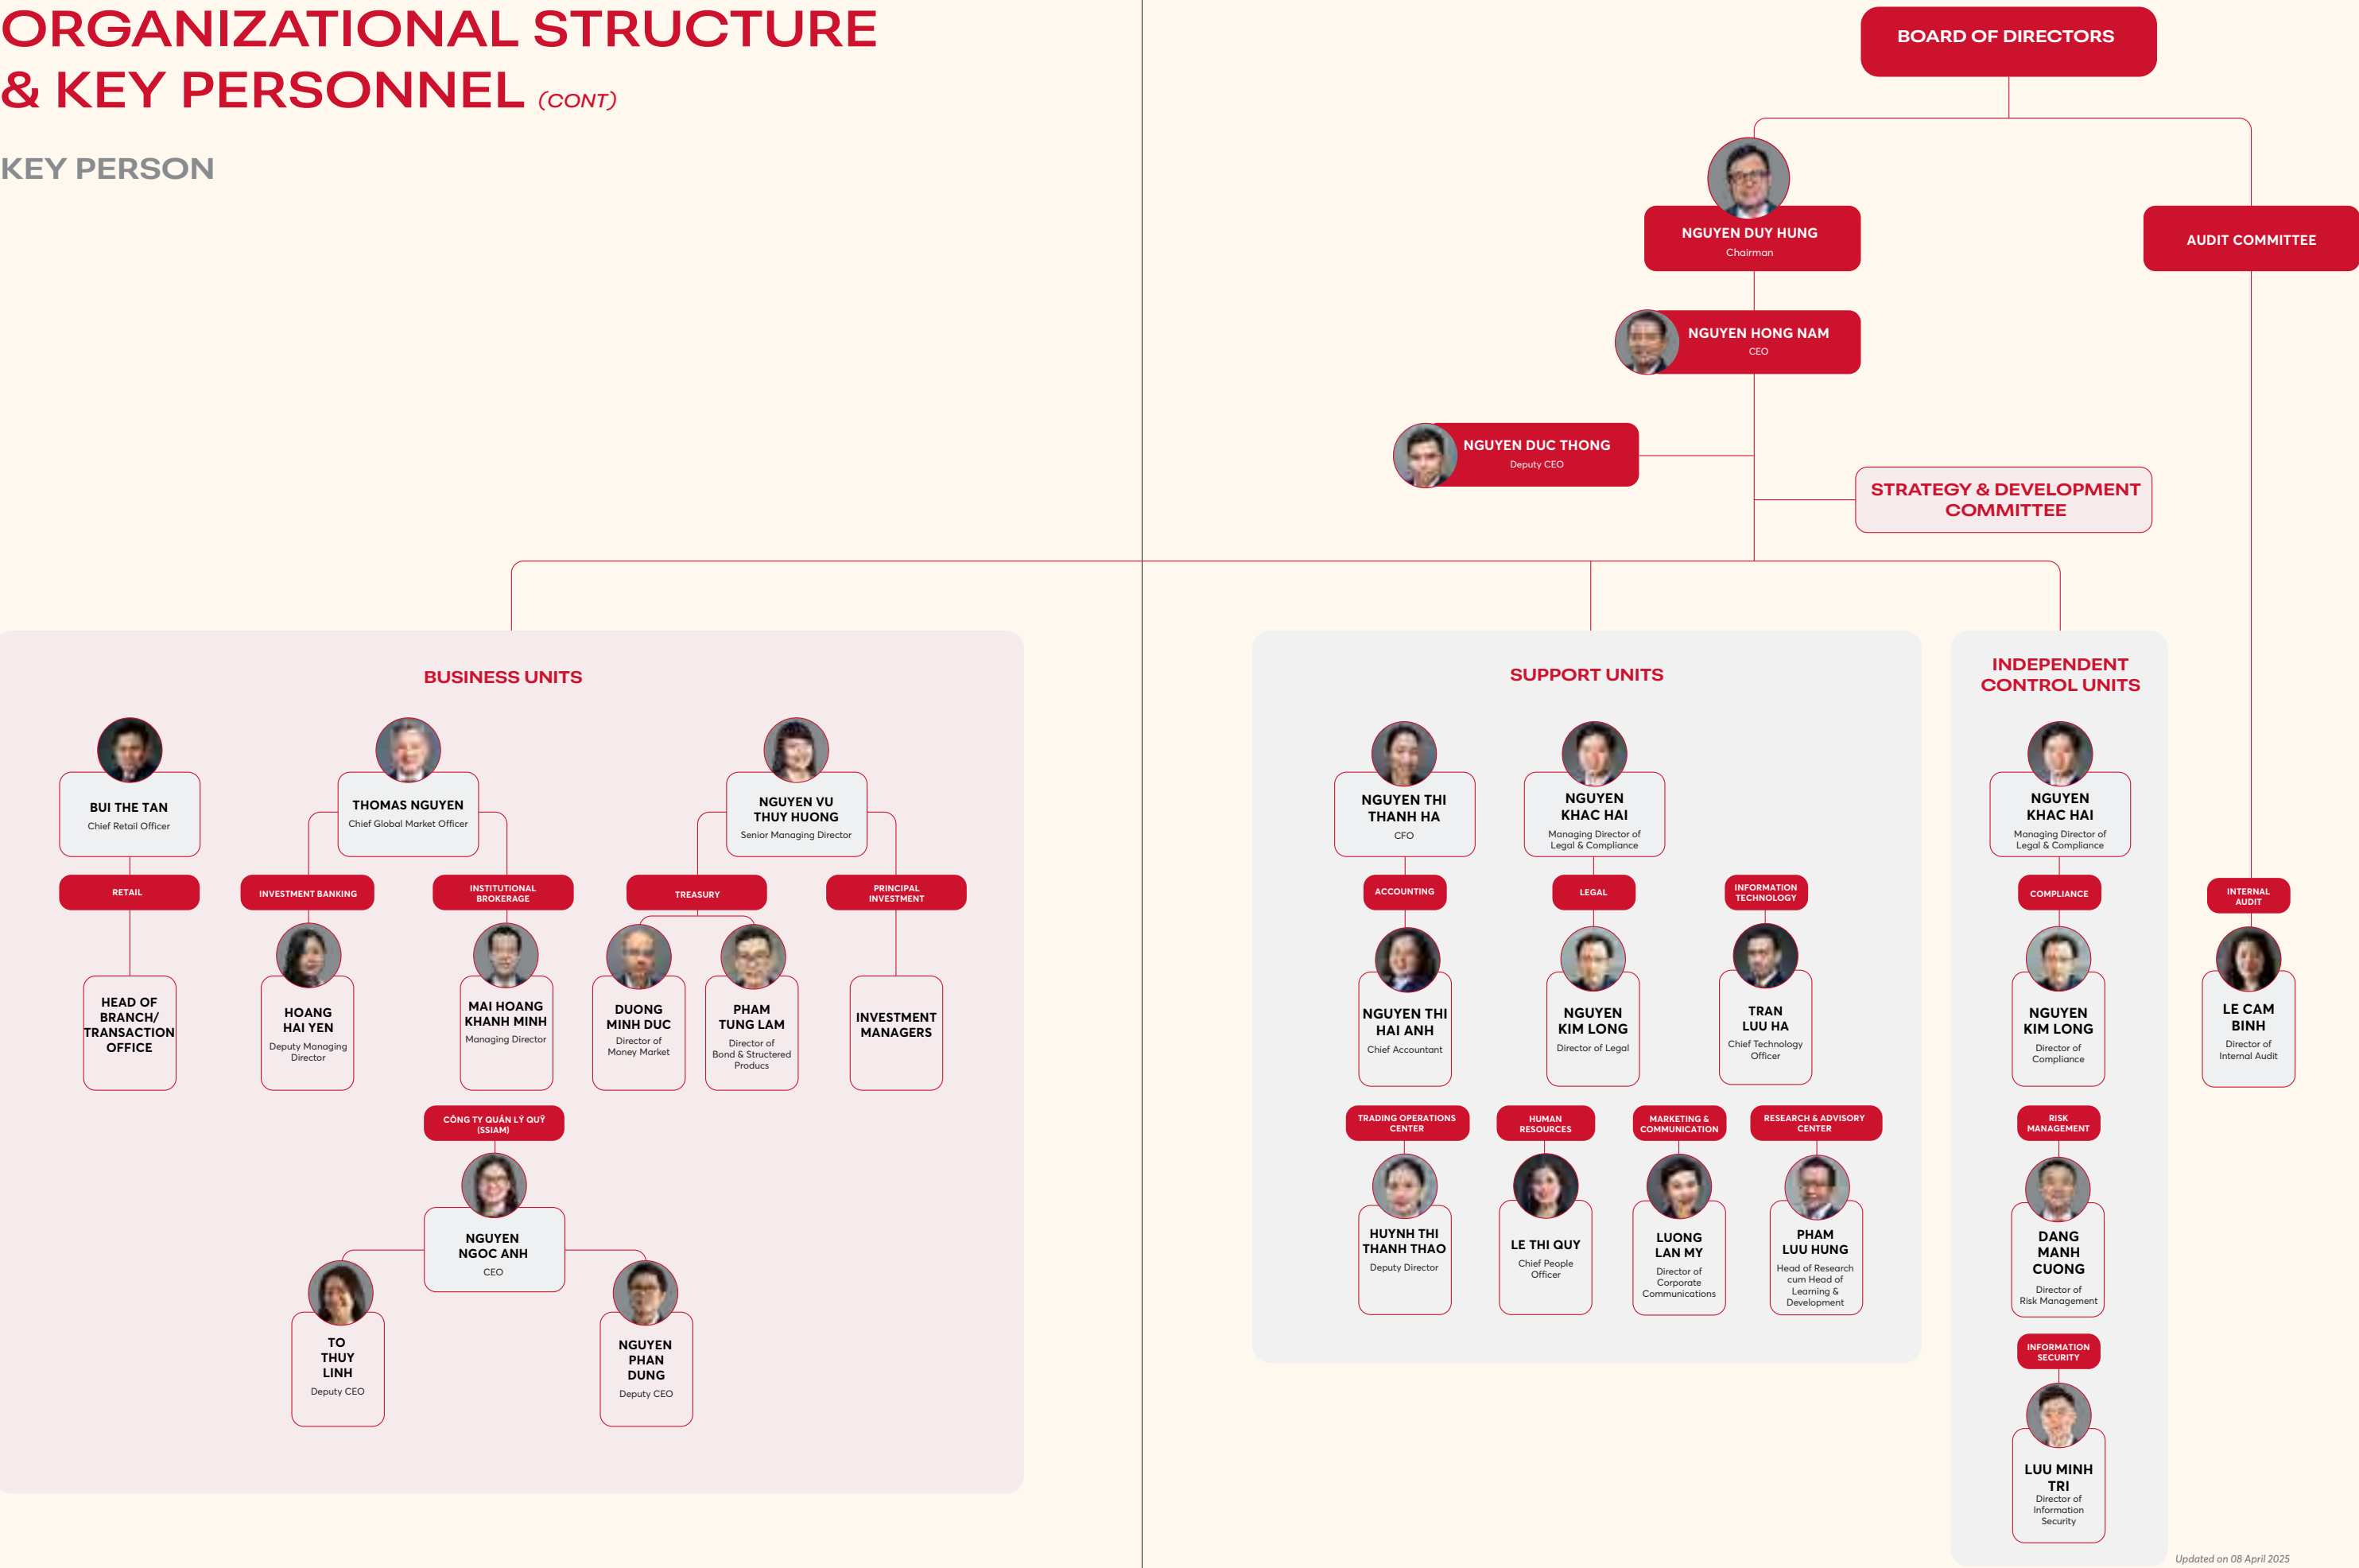 ORGANIZATIONAL STRUCTURE
& KEY PERSONNEL (CONT)
KEY PERSON
BOARD OF DIRECTORS
NGUYEN DUY HUNG
Chairman
AUDIT COMMITTEE
NGUYEN HONG NAM
CEO
NGUYEN DUC THONG
Deputy CEO
STRATEGY & DEVELOPMENT
COMMITTEE
BUSINESS UNITS
BUI THE TAN
Chief Retail Officer
THOMAS NGUYEN
Chief Global Market Officer
NGUYEN VU
THUY HUONG
Senior Managing Director
RETAIL
INVESTMENT BANKING
INSTITUTIONAL
BROKERAGE
TREASURY
PRINCIPAL
INVESTMENT
HEAD OF
BRANCH/
TRANSACTION
OFFICE
HOANG
HAI YEN
Deputy Managing
Director
MAI HOANG
KHANH MINH
Managing Director
DUONG
MINH DUC
Director of
Money Market
PHAM
TUNG LAM
Director of
Bond & Structered
Producs
INVESTMENT
MANAGERS
CÔNG TY QUẢN LÝ QUỸ
(SSIAM)
NGUYEN
NGOC ANH
CEO
TO
THUY
LINH
Deputy CEO
NGUYEN
PHAN
DUNG
Deputy CEO
SUPPORT UNITS
NGUYEN THI
THANH HA
CFO
NGUYEN
KHAC HAI
Managing Director of
Legal & Compliance
ACCOUNTING
LEGAL
INFORMATION
TECHNOLOGY
NGUYEN THI
HAI ANH
Chief Accountant
NGUYEN
KIM LONG
Director of Legal
TRAN
LUU HA
Chief Technology
Officer
TRADING OPERATIONS
CENTER
HUMAN
RESOURCES
MARKETING &
COMMUNICATION
RESEARCH & ADVISORY
CENTER
HUYNH THI
THANH THAO
Deputy Director
LE THI QUY
Chief People
Officer
LUONG
LAN MY
Director of
Corporate
Communications
PHAM
LUU HUNG
Head of Research
cum Head of
Learning &
Development
INDEPENDENT
CONTROL UNITS
NGUYEN
KHAC HAI
Managing Director of
Legal & Compliance
COMPLIANCE
NGUYEN
KIM LONG
Director of
Compliance
RISK
MANAGEMENT
DANG
MANH
CUONG
Director of
Risk Management
INFORMATION
SECURITY
LUU MINH
TRI
Director of
Information
Security
INTERNAL
AUDIT
LE CAM
BINH
Director of
Internal Audit
Updated on 08 April 2025